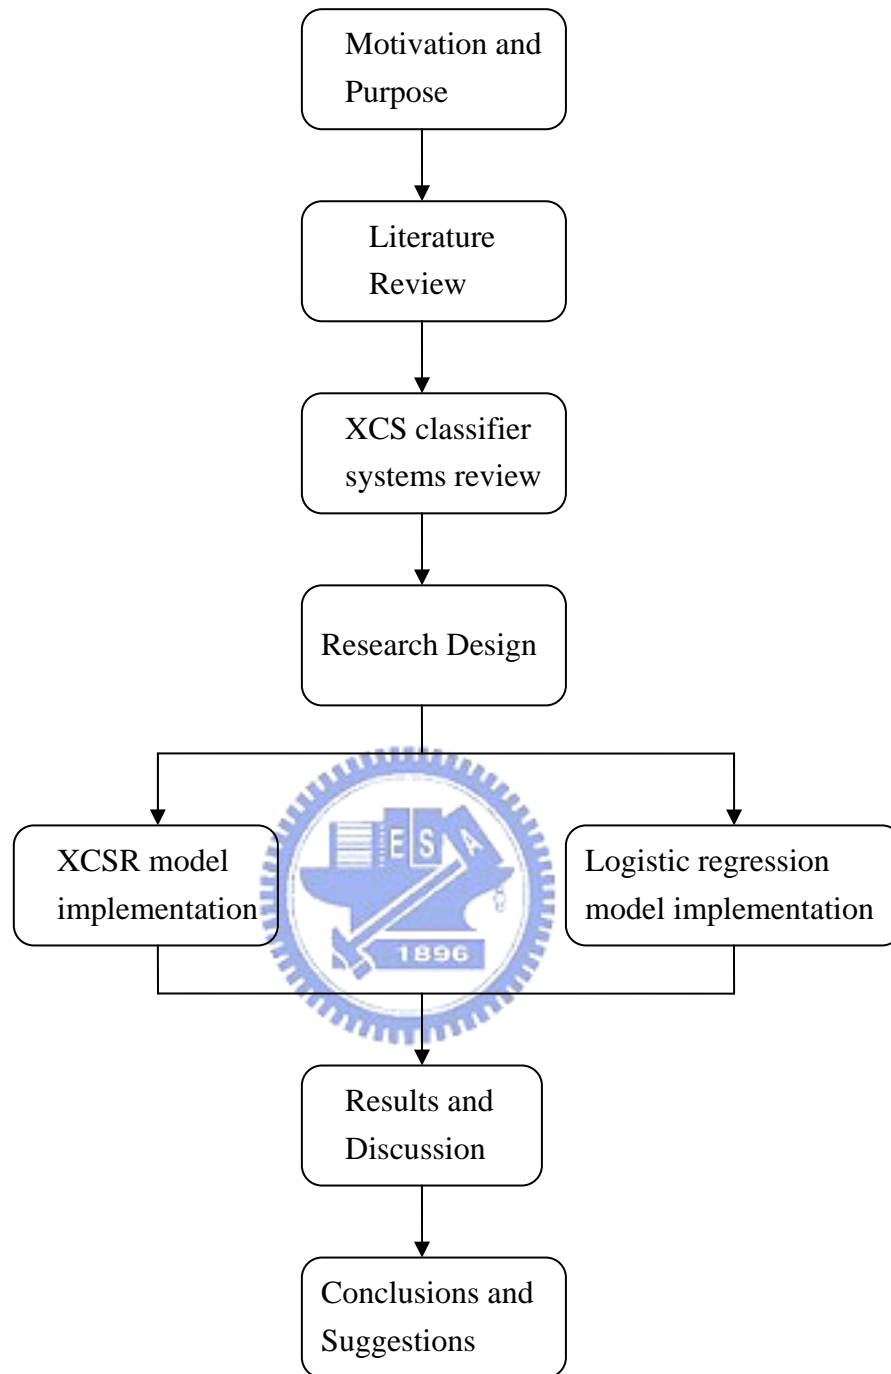 Motivation and
Purpose
Literature
Review
XCS classifier
systems review
Research Design
XCSR model
implementation
Logistic regression
model implementation
E S A
1896
Results and
Discussion
Conclusions and
Suggestions